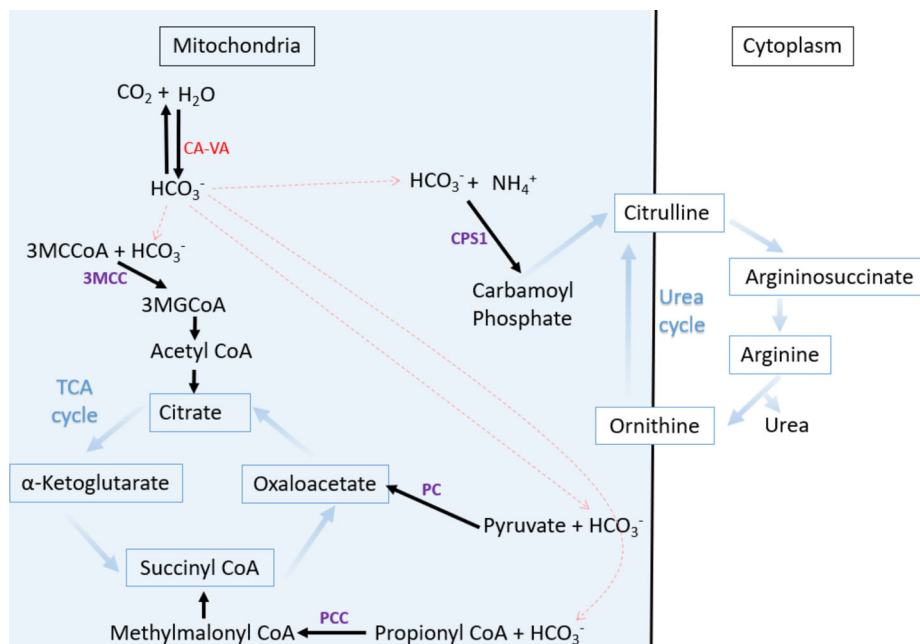 Mitochondria
Cytoplasm
CO₂ + H₂O
CA-VA
HCO₃⁻
HCO₃⁻ + NH₄⁺
CPS1
Carbamoyl
Phosphate
Citrulline
Argininosuccinate
Urea
cycle
Arginine
Ornithine
Urea
3MCCoA + HCO₃⁻
3MCC
3MGCoA
Acetyl CoA
TCA
cycle
Citrate
α-Ketoglutarate
Oxaloacetate
PC
Pyruvate + HCO₃⁻
Succinyl CoA
Methylmalonyl CoA
PCC
Propionyl CoA + HCO₃⁻